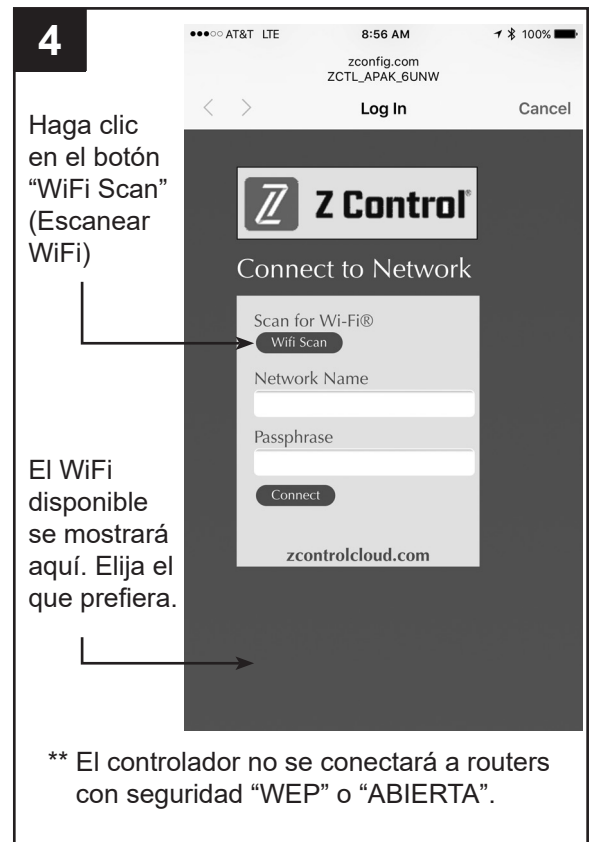 4
●●●○○ AT&T LTE 8:56 AM 100%
zconfig.com
ZCTL_APAK_6UNW
< > Log In Cancel
Haga clic
en el botón
“WiFi Scan”
(Escanear
WiFi)
Z Z Control®
Connect to Network
Scan for Wi-Fi®
Wifi Scan
Network Name
Passphrase
Connect
zcontrolcloud.com
El WiFi
disponible
se mostrará
aquí. Elija el
que prefiera.
** El controlador no se conectará a routers
con seguridad “WEP” o “ABIERTA”.